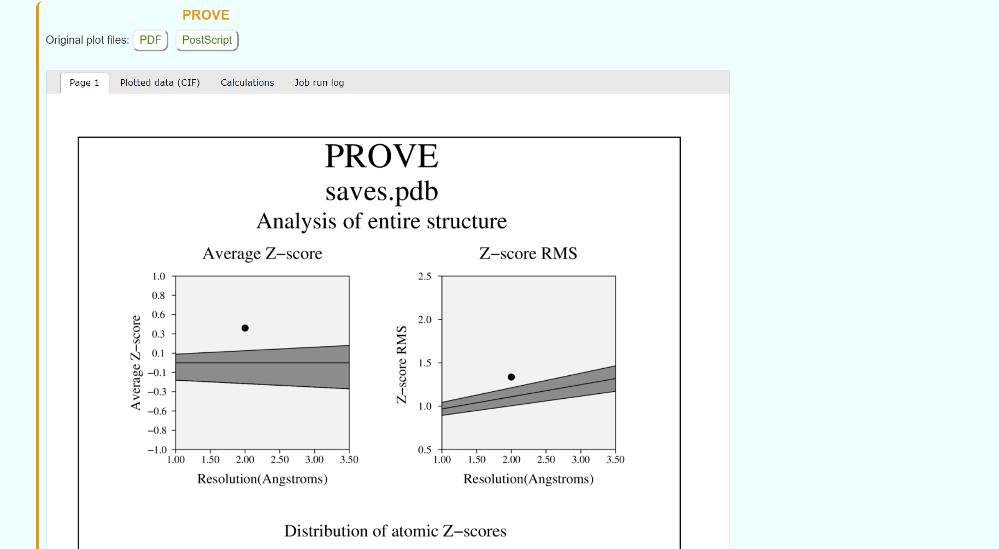 PROVE
Original plot files: PDF PostScript
Page 1 Plotted data (CIF) Calculations Job run log
PROVE
saves.pdb
Analysis of entire structure
Average Z−score
1.0
0.8
0.6
0.3
0.1
−0.1
−0.3
−0.6
−0.8
−1.0
Average Z−score
1.00 1.50 2.00 2.50 3.00 3.50
Resolution(Angstroms)
Z−score RMS
2.5
2.0
1.5
1.0
0.5
Z−score RMS
1.00 1.50 2.00 2.50 3.00 3.50
Resolution(Angstroms)
Distribution of atomic Z−scores